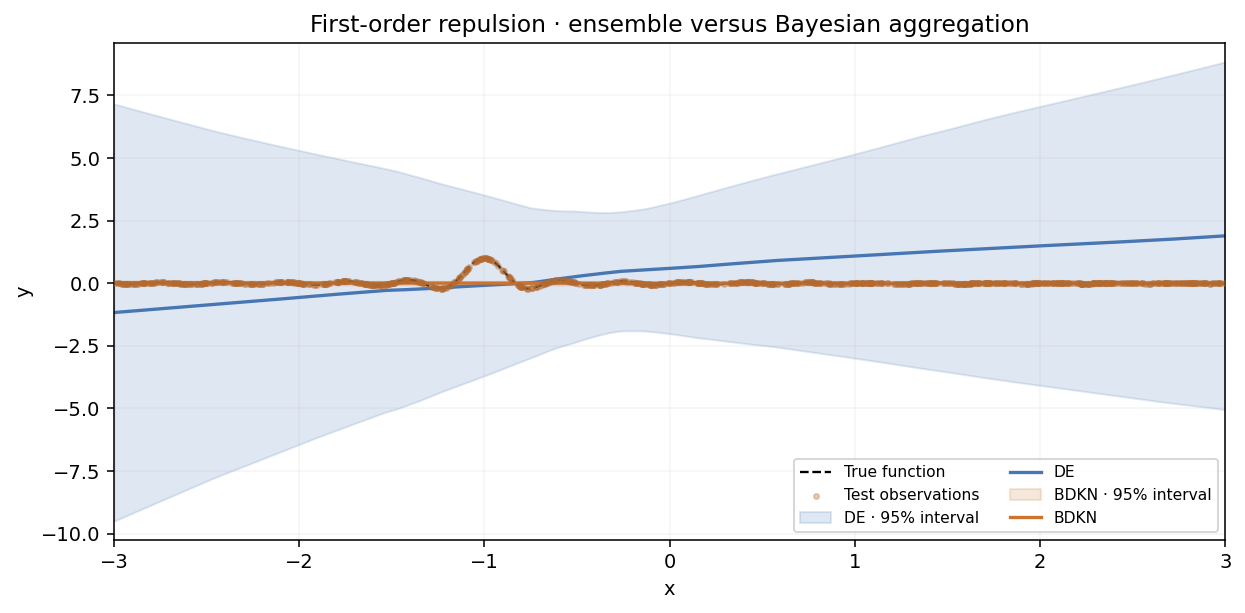 First-order repulsion · ensemble versus Bayesian aggregation
y
7.5
5.0
2.5
0.0
−2.5
−5.0
−7.5
−10.0
−3
−2
−1
0
1
2
3
x
True function
Test observations
DE · 95% interval
DE
BDKN · 95% interval
BDKN